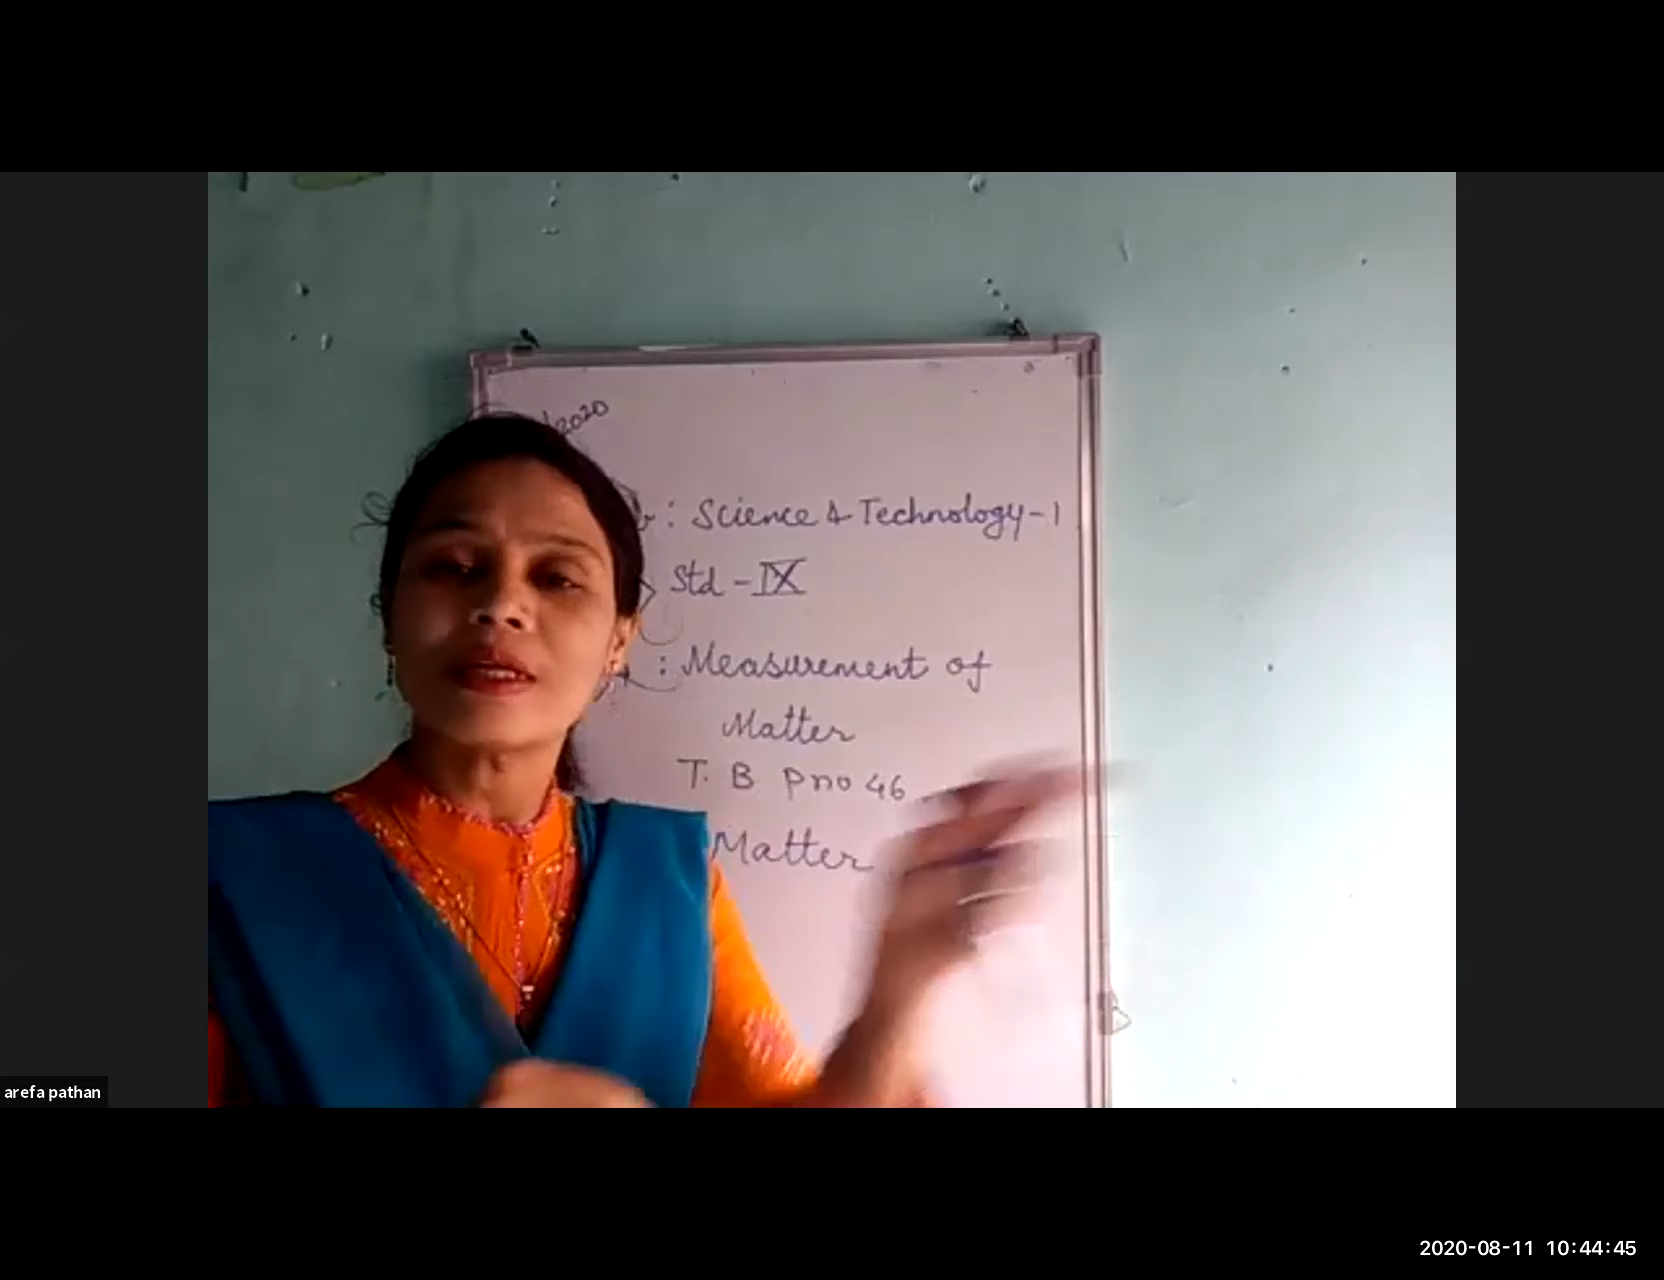 2020
: Science & Technology-1
Std - IX
: Measurement of
Matter
T. B Pno 46
Matter
arefa pathan
2020-08-11 10:44:45